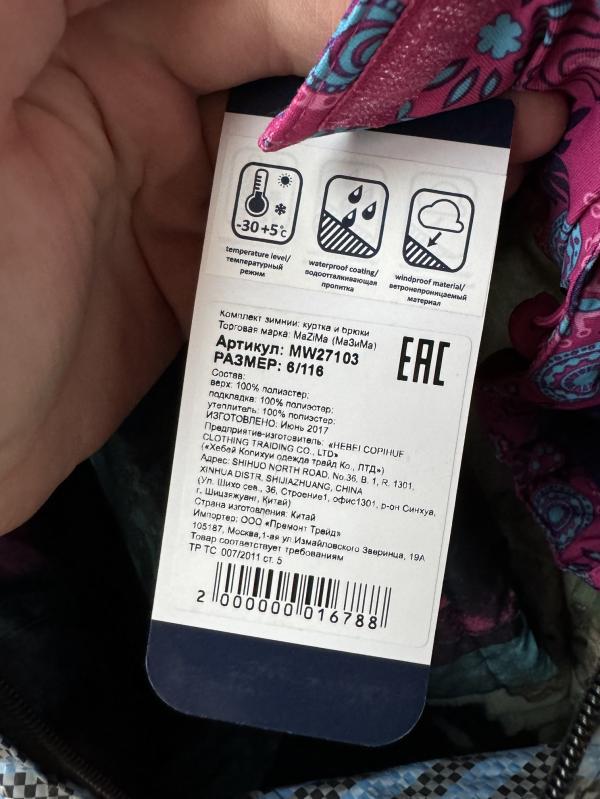 -30 +5°c
temperature level/
температурный
режим
waterproof coating/
водоотталкивающая
пропитка
windproof material/
ветронепроницаемый
материал
Комплект зимний: куртка и брюки
Торговая марка: MaZiMa (МаЗиМа)
Артикул: MW27103
РАЗМЕР: 6/116
EAC
Состав:
верх: 100% полиэстер;
подкладка: 100% полиэстер;
утеплитель: 100% полиэстер;
ИЗГОТОВЛЕНО: Июнь 2017
Предприятие-изготовитель: «HEBEI COPIHUE
CLOTHING TRAIDING CO., LTD»
(«Хебей Копихуи одежда трайд Ко., ЛТД»)
Адрес: SHIHUO NORTH ROAD, No.36, B. 1, R. 1301,
XINHUA DISTR, SHIJIAZHUANG, CHINA
(Ул. Шихо сев., 36, Строение1, офис1301, р-он Синхуа,
г. Шицзяжуанг, Китай)
Страна изготовления: Китай
Импортер: ООО «Премонт Трейд»
105187, Москва,1-ая ул.Измайловского Зверинца, 19А
Товар соответствует требованиям
ТР ТС 007/2011 ст. 5
2 000000 016788